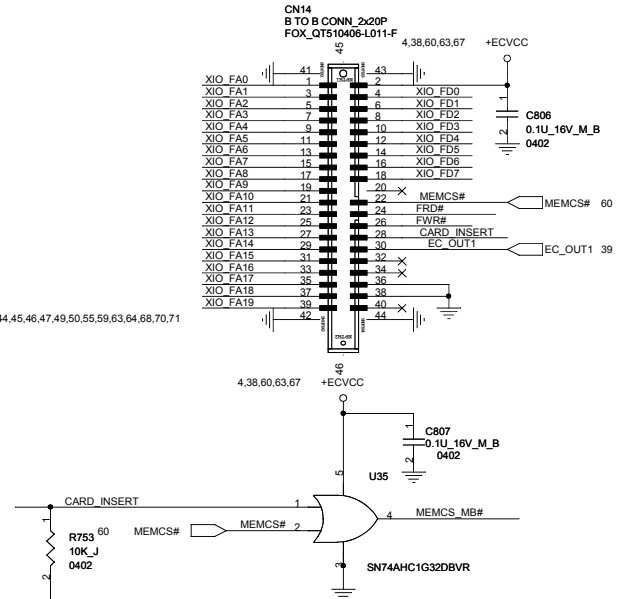 CN14
B TO B CONN_2x20P
FOX_QT510406-L011-F
45
4,38,60,63,67 +ECVCC
41 43
XIO_FA0 1 2
XIO_FA1 3 4 XIO_FD0
XIO_FA2 5 6 XIO_FD1
XIO_FA3 7 8 XIO_FD2
XIO_FA4 9 10 XIO_FD3
XIO_FA5 11 12 XIO_FD4
XIO_FA6 13 14 XIO_FD5
XIO_FA7 15 16 XIO_FD6
XIO_FA8 17 18 XIO_FD7
XIO_FA9 19 20
XIO_FA10 21 22 MEMCS# MEMCS# 60
XIO_FA11 23 24 FRD#
XIO_FA12 25 26 FWR#
XIO_FA13 27 28 CARD_INSERT
XIO_FA14 29 30 EC_OUT1 EC_OUT1 39
XIO_FA15 31 32
XIO_FA16 33 34
XIO_FA17 35 36
XIO_FA18 37 38
XIO_FA19 39 40
42 44
1
C806
0.1U_16V_M_B
2
0402
44,45,46,47,49,50,55,59,63,64,68,70,71
46
4,38,60,63,67 +ECVCC
1
C807
0.1U_16V_M_B
2
0402
5
U35
CARD_INSERT 1
MEMCS# MEMCS# 2
4 MEMCS_MB#
3
SN74AHC1G32DBVR
1
R753 60
10K_J
0402
2